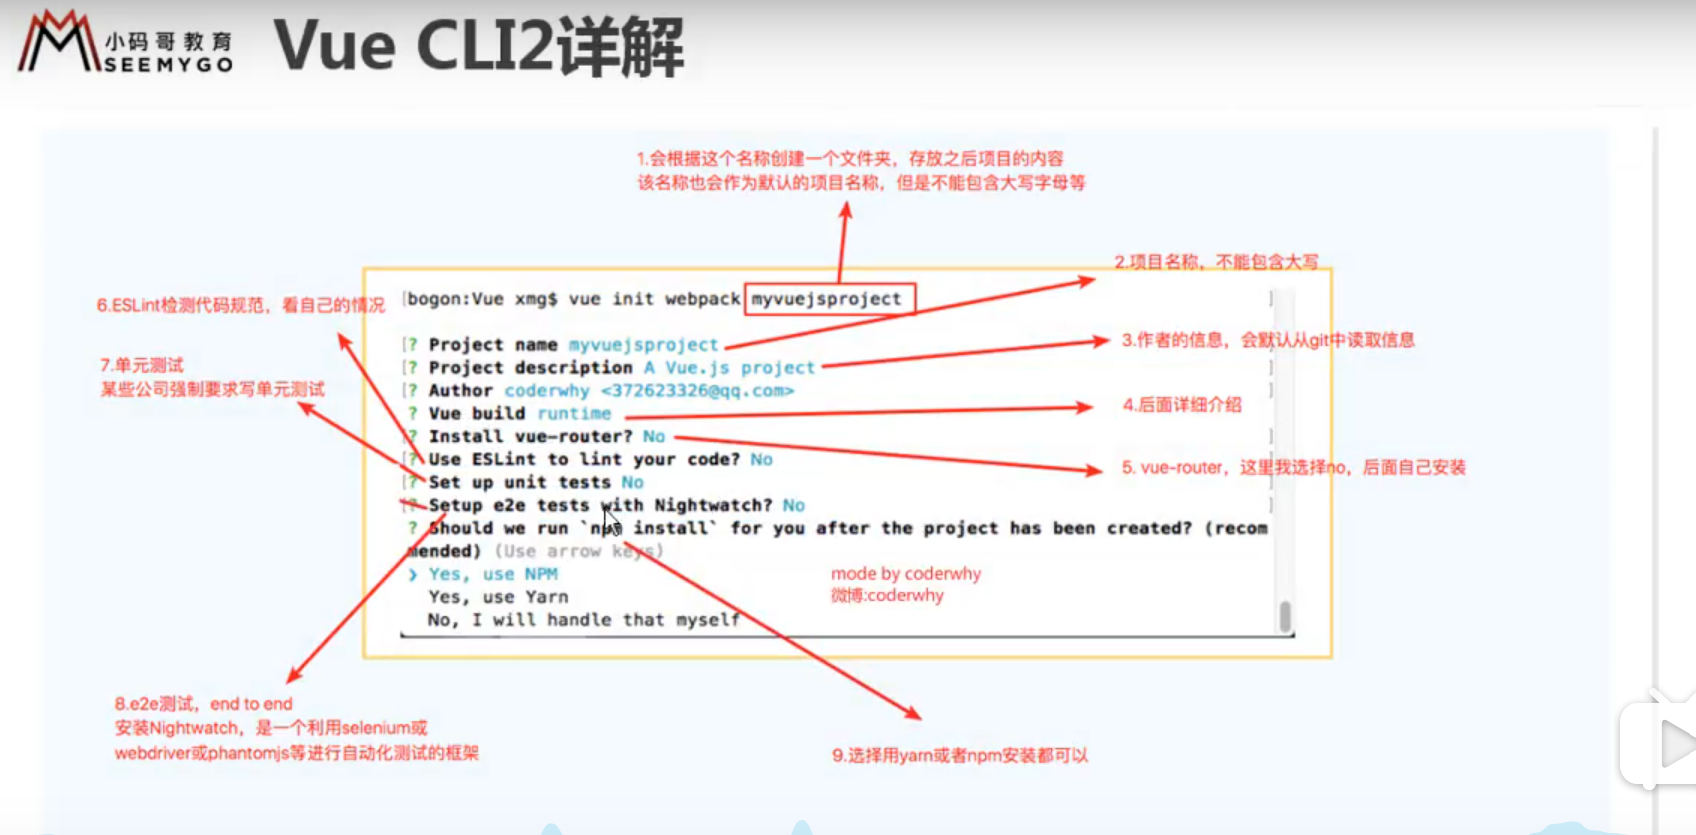 小码哥教育
SEEMYGO
Vue CLI2详解
1.会根据这个名称创建一个文件夹，存放之后项目的内容
该名称也会作为默认的项目名称，但是不能包含大写字母等
2.项目名称，不能包含大写
6.ESLint检测代码规范，看自己的情况
[bogon:Vue xmg$ vue init webpack myvuejsproject ]
3.作者的信息，会默认从git中读取信息
7.单元测试
某些公司强制要求写单元测试
[? Project name myvuejsproject ]
[? Project description A Vue.js project ]
[? Author coderwhy <372623326@qq.com> ]
? Vue build runtime
4.后面详细介绍
[? Install vue-router? No ]
[? Use ESLint to lint your code? No ]
5. vue-router，这里我选择no，后面自己安装
[? Set up unit tests No ]
[? Setup e2e tests with Nightwatch? No ]
? Should we run `npm install` for you after the project has been created? (recom
mended) (Use arrow keys)
❯ Yes, use NPM
Yes, use Yarn
No, I will handle that myself
mode by coderwhy
微博:coderwhy
8.e2e测试，end to end
安装Nightwatch，是一个利用selenium或
webdriver或phantomjs等进行自动化测试的框架
9.选择用yarn或者npm安装都可以